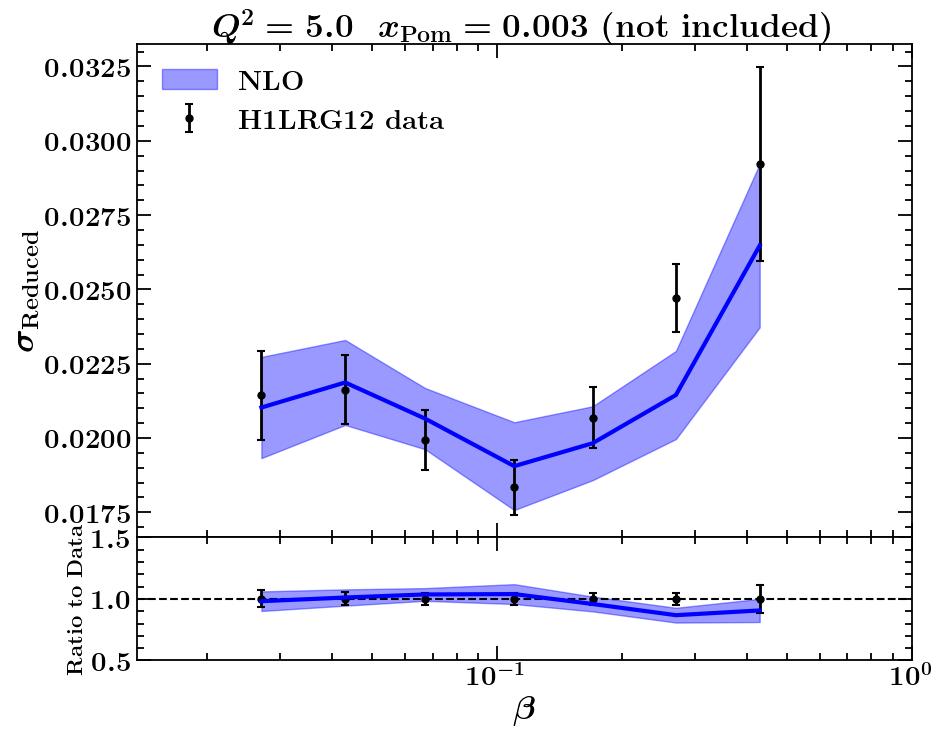 Q² = 5.0 x_Pom = 0.003 (not included)
NLO
H1LRG12 data
σ_Reduced
0.0325
0.0300
0.0275
0.0250
0.0225
0.0200
0.0175
Ratio to Data
1.5
1.0
0.5
10⁻¹
10⁰
β